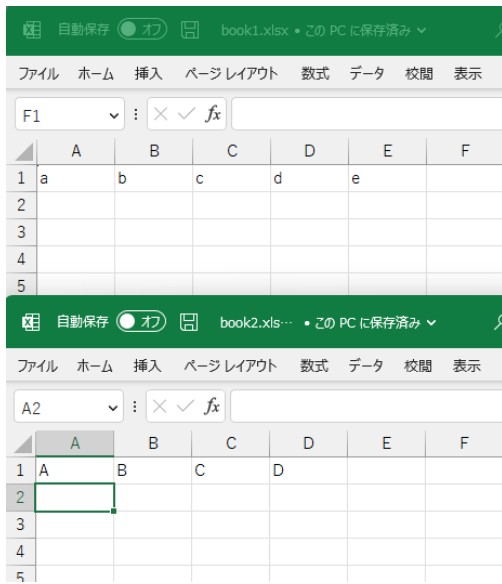 自動保存 オフ book1.xlsx • この PC に保存済み
ファイル ホーム 挿入 ページ レイアウト 数式 データ 校閲 表示
F1 fx
A B C D E F
1 a b c d e
2
3
4
5
自動保存 オフ book2.xls… • この PC に保存済み
ファイル ホーム 挿入 ページ レイアウト 数式 データ 校閲 表示
A2 fx
A B C D E F
1 A B C D
2
3
4
5